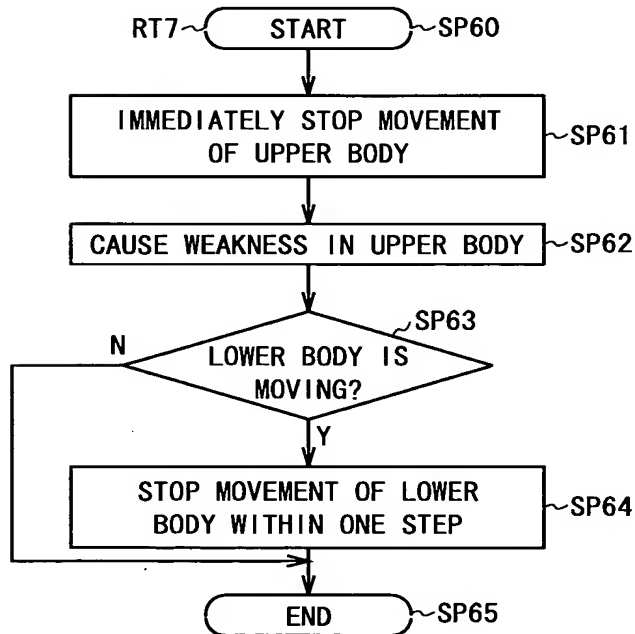 RT7 START SP60
IMMEDIATELY STOP MOVEMENT
OF UPPER BODY
SP61
CAUSE WEAKNESS IN UPPER BODY
SP62
SP63
N
LOWER BODY IS
MOVING?
Y
STOP MOVEMENT OF LOWER
BODY WITHIN ONE STEP
SP64
END SP65